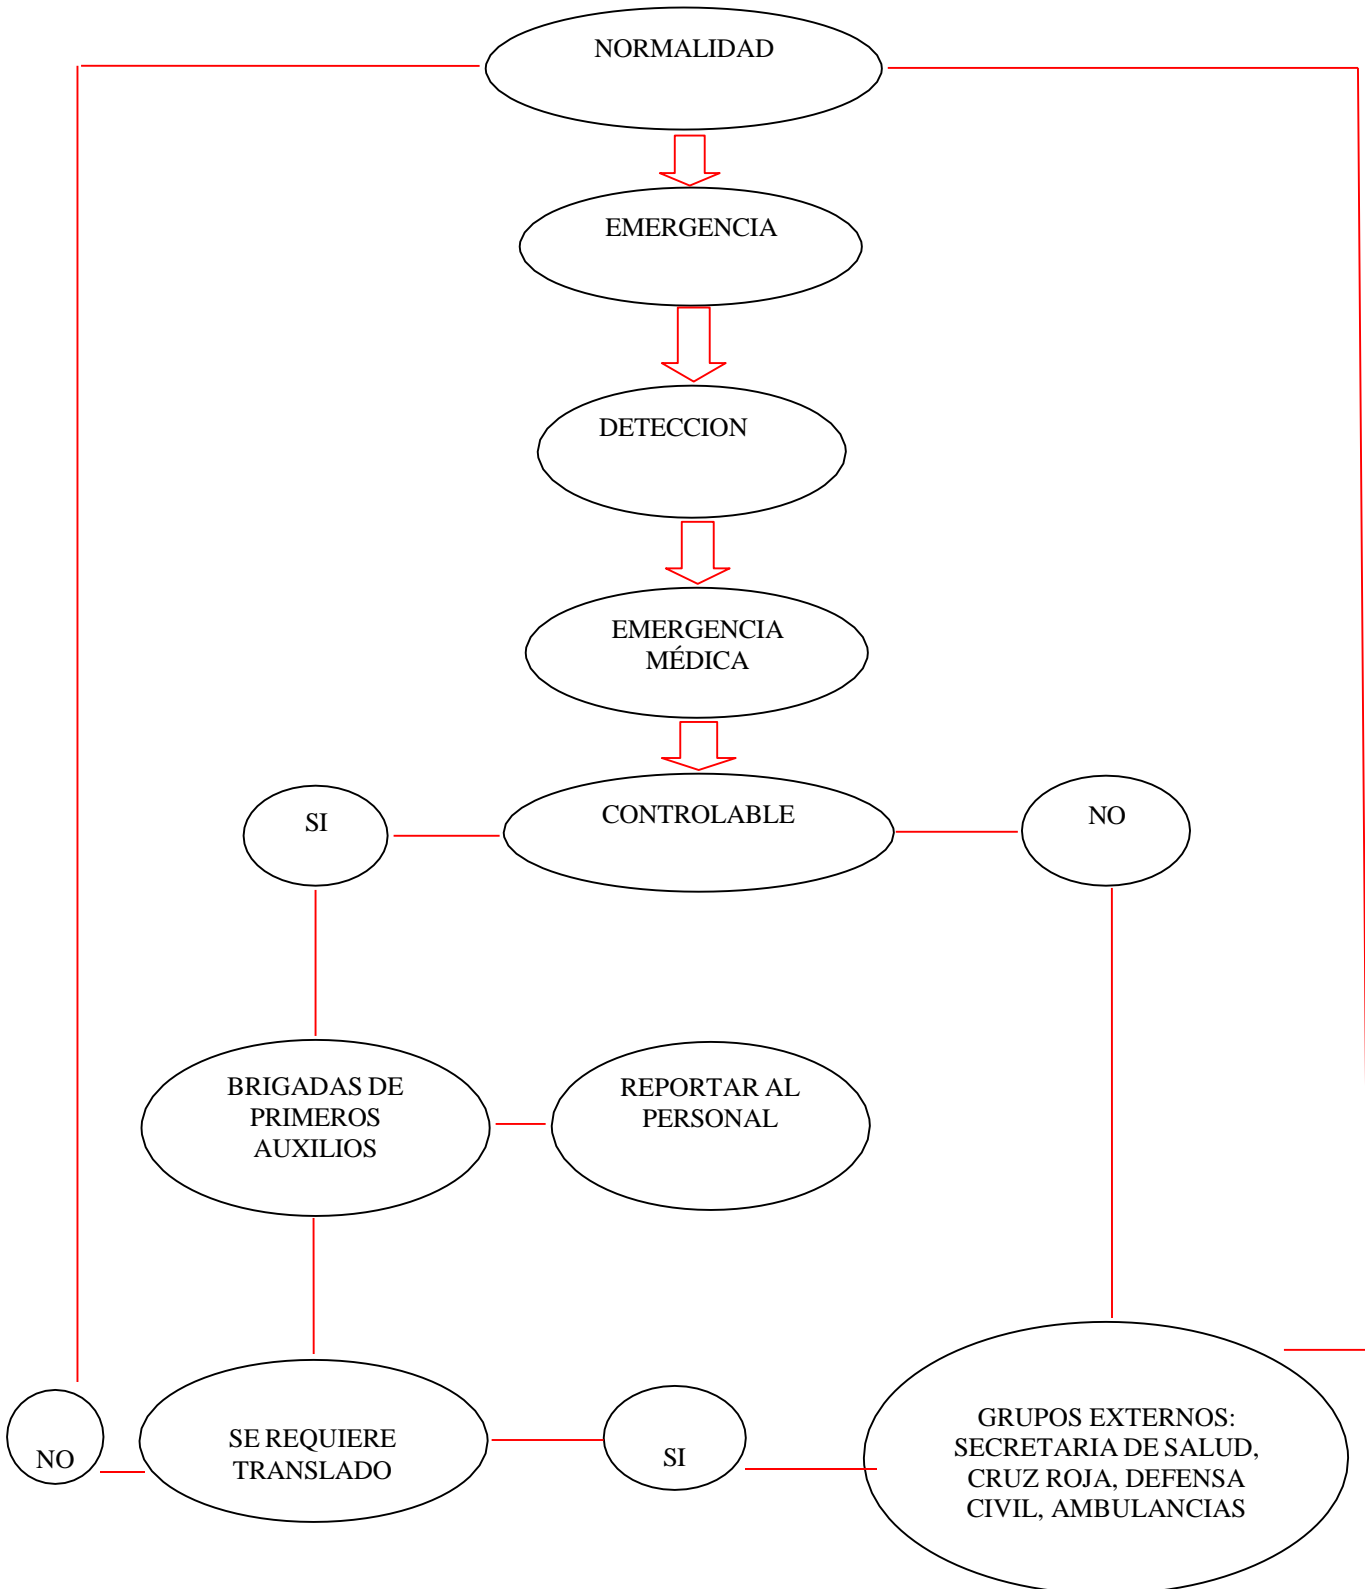 NORMALIDAD
EMERGENCIA
DETECCION
EMERGENCIA
MÉDICA
SI
CONTROLABLE
NO
BRIGADAS DE
PRIMEROS
AUXILIOS
REPORTAR AL
PERSONAL
NO
SE REQUIERE
TRANSLADO
SI
GRUPOS EXTERNOS:
SECRETARIA DE SALUD,
CRUZ ROJA, DEFENSA
CIVIL, AMBULANCIAS